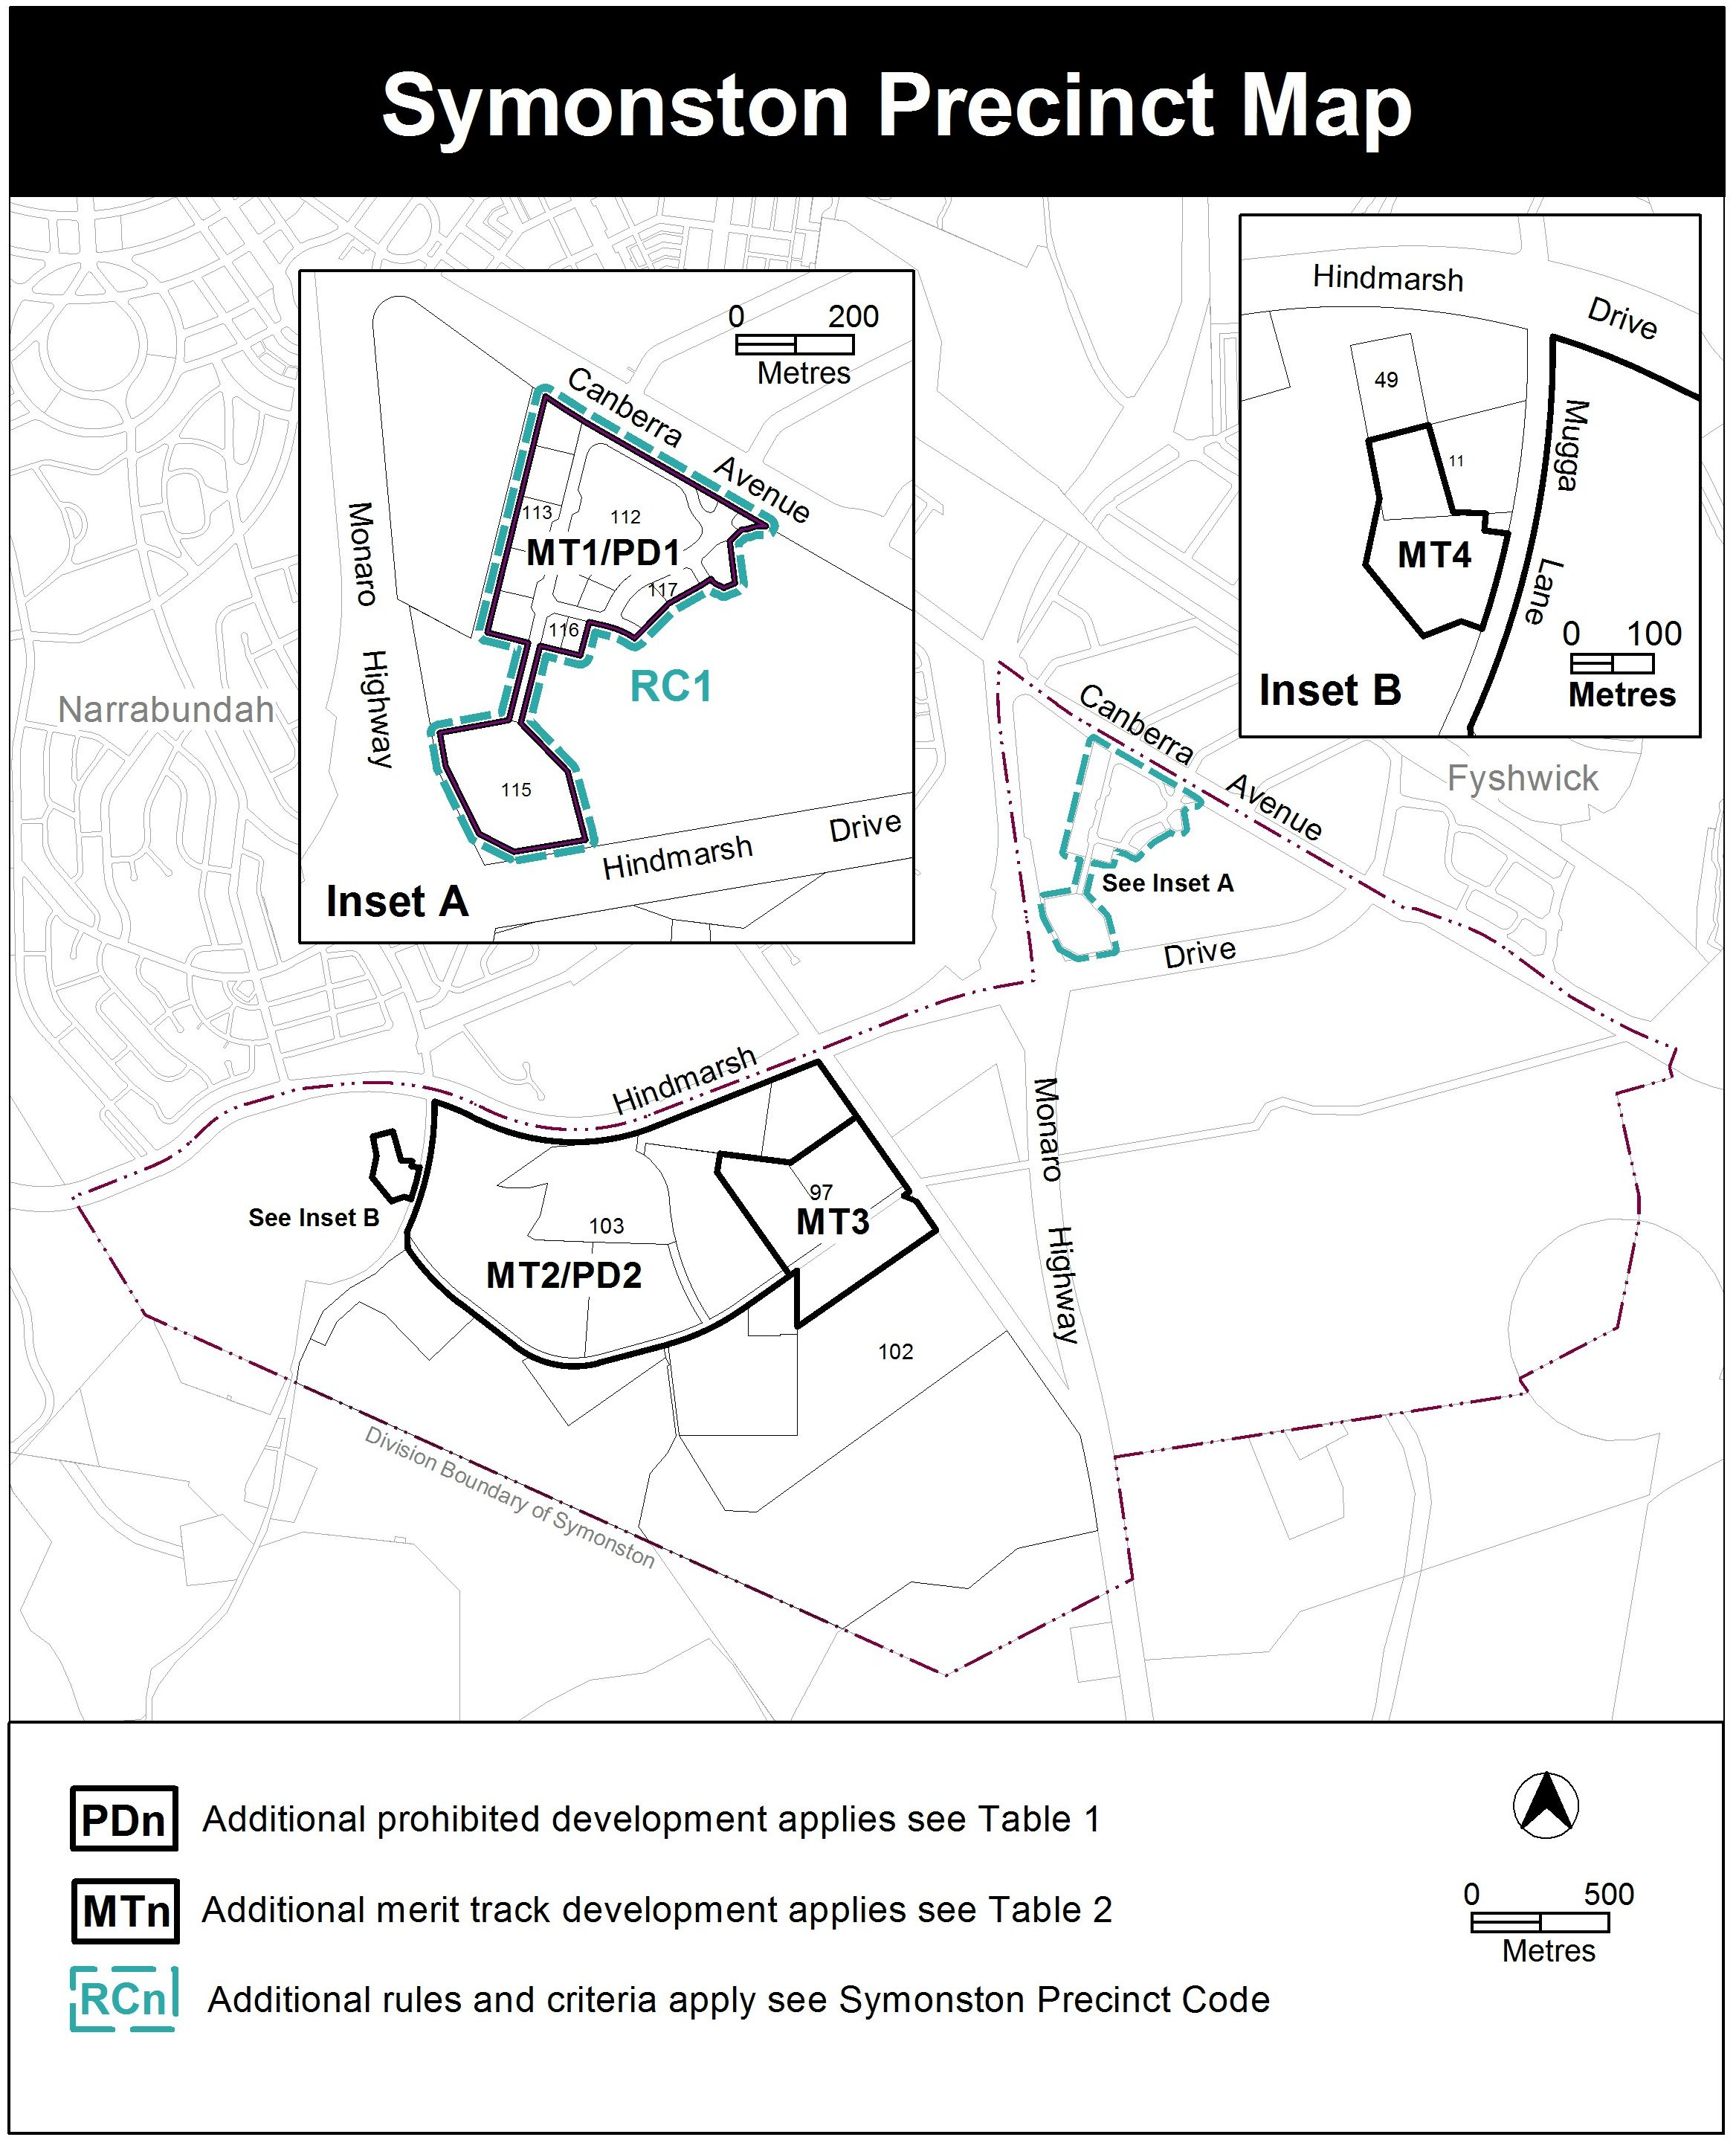 Symonston Precinct Map
0 200
Metres
Canberra
Avenue
Monaro
Highway
113
112
MT1/PD1
117
116
RC1
115
Hindmarsh
Drive
Inset A
Hindmarsh
Drive
49
11
Mugga
Lane
MT4
0 100
Metres
Inset B
Narrabundah
Fyshwick
Canberra
Avenue
See Inset A
Drive
Hindmarsh
Monaro
Highway
See Inset B
97
MT3
103
MT2/PD2
102
Division Boundary of Symonston
PDn Additional prohibited development applies see Table 1
MTn Additional merit track development applies see Table 2
RCn Additional rules and criteria apply see Symonston Precinct Code
0 500
Metres